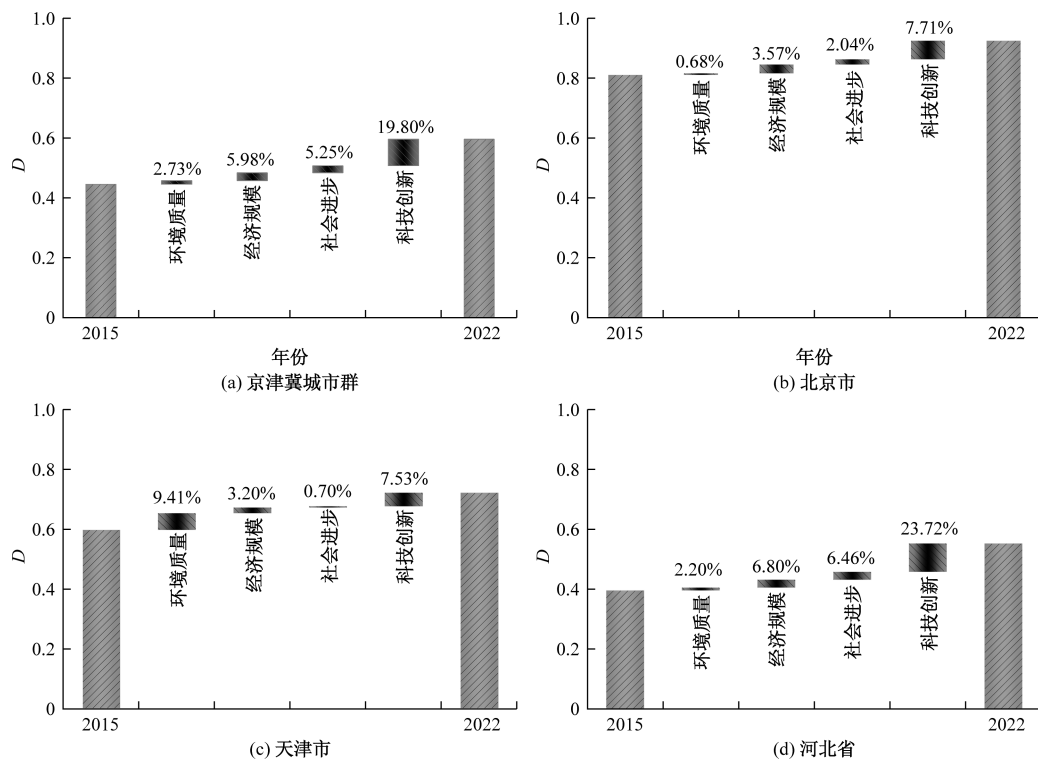 1.0
0.8
0.6
0.4
0.2
0
D
2.73%
5.98%
5.25%
19.80%
环境质量
经济规模
社会进步
科技创新
2015
2022
年份
(a) 京津冀城市群
1.0
0.8
0.6
0.4
0.2
0
D
0.68%
3.57%
2.04%
7.71%
环境质量
经济规模
社会进步
科技创新
2015
2022
年份
(b) 北京市
1.0
0.8
0.6
0.4
0.2
0
D
9.41%
3.20%
0.70%
7.53%
环境质量
经济规模
社会进步
科技创新
2015
2022
(c) 天津市
1.0
0.8
0.6
0.4
0.2
0
D
2.20%
6.80%
6.46%
23.72%
环境质量
经济规模
社会进步
科技创新
2015
2022
(d) 河北省